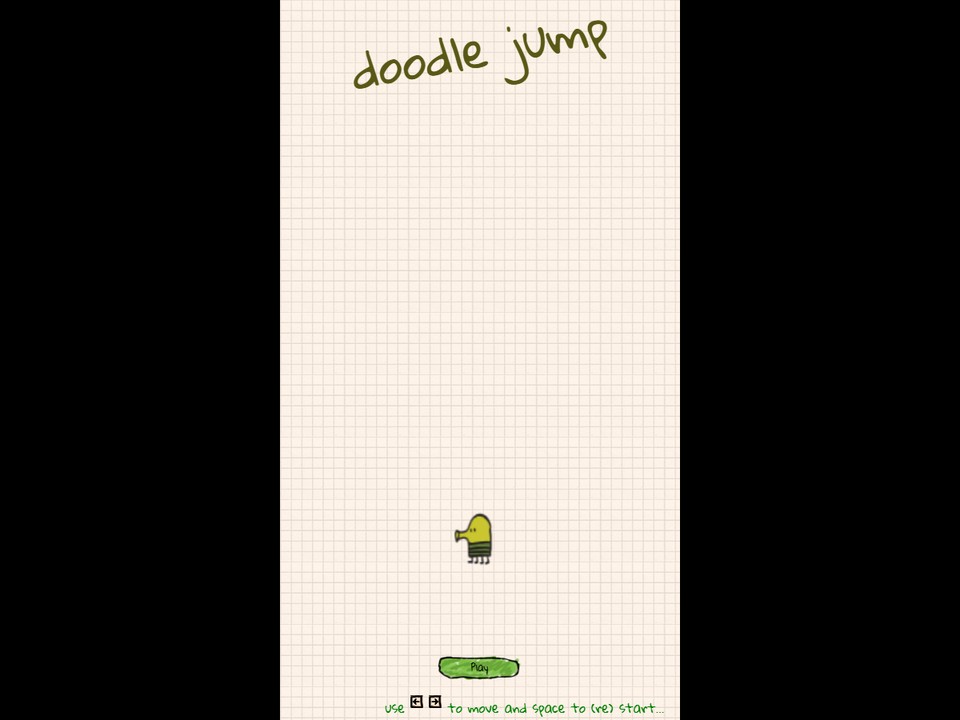 doodle jump
Play
use ← → to move and space to (re) start...